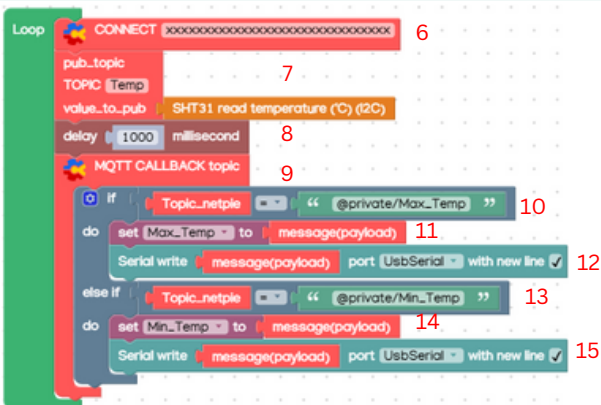 Loop CONNECT xxxxxxxxxxxxxxxxxxxxxxxxxxxxxxxx 6
pub_topic
TOPIC Temp 7
value_to_pub SHT31 read temperature (°C) (I2C)
delay 1000 millisecond 8
MQTT CALLBACK topic 9
if Topic_netpie = “ @private/Max_Temp ” 10
do set Max_Temp to message(payload) 11
Serial write message(payload) port UsbSerial with new line 12
else if Topic_netpie = “ @private/Min_Temp ” 13
do set Min_Temp to message(payload) 14
Serial write message(payload) port UsbSerial with new line 15